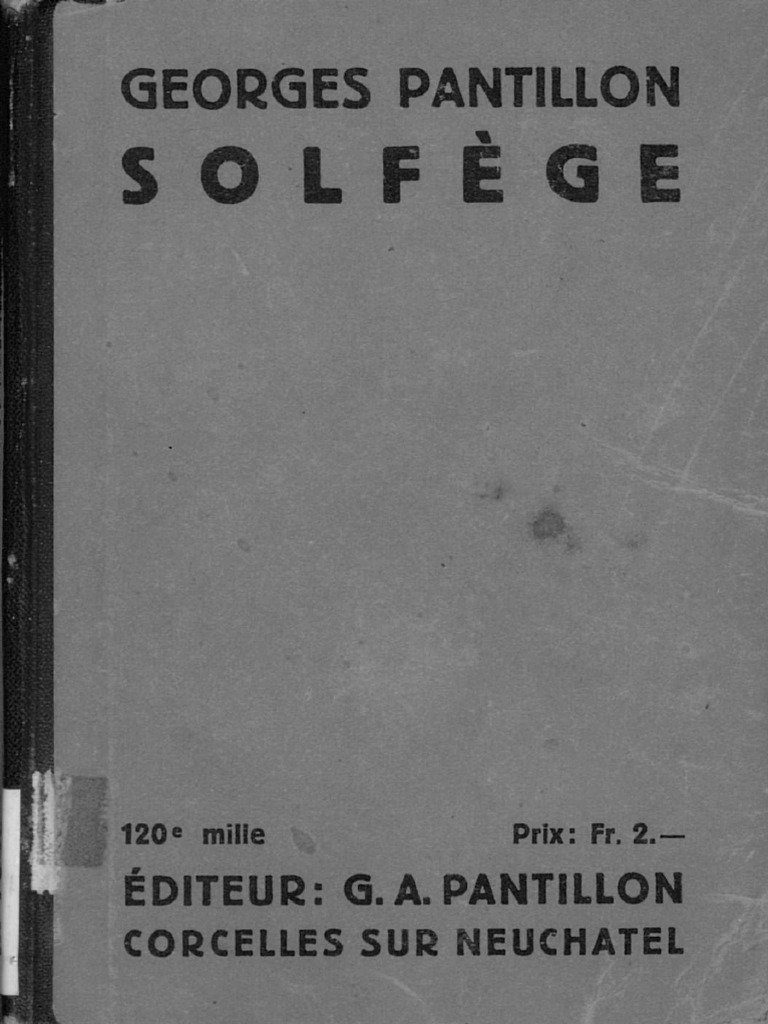 GEORGES PANTILLON
SOLFÈGE
120e mille Prix: Fr. 2.—
ÉDITEUR: G. A. PANTILLON
CORCELLES SUR NEUCHATEL